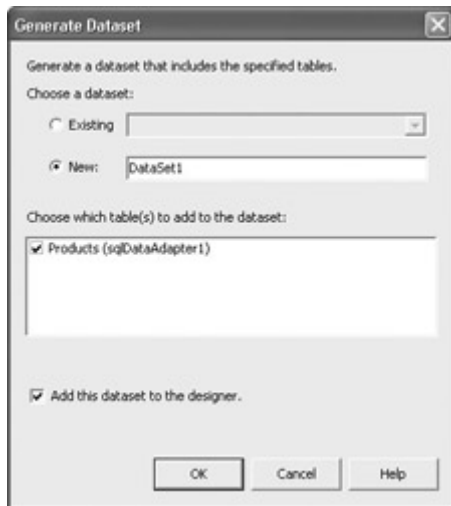 Generate Dataset
Generate a dataset that includes the specified tables.
Choose a dataset:
Existing
New:
DataSet1
Choose which table(s) to add to the dataset:
Products (sqlDataAdapter1)
Add this dataset to the designer.
OK
Cancel
Help